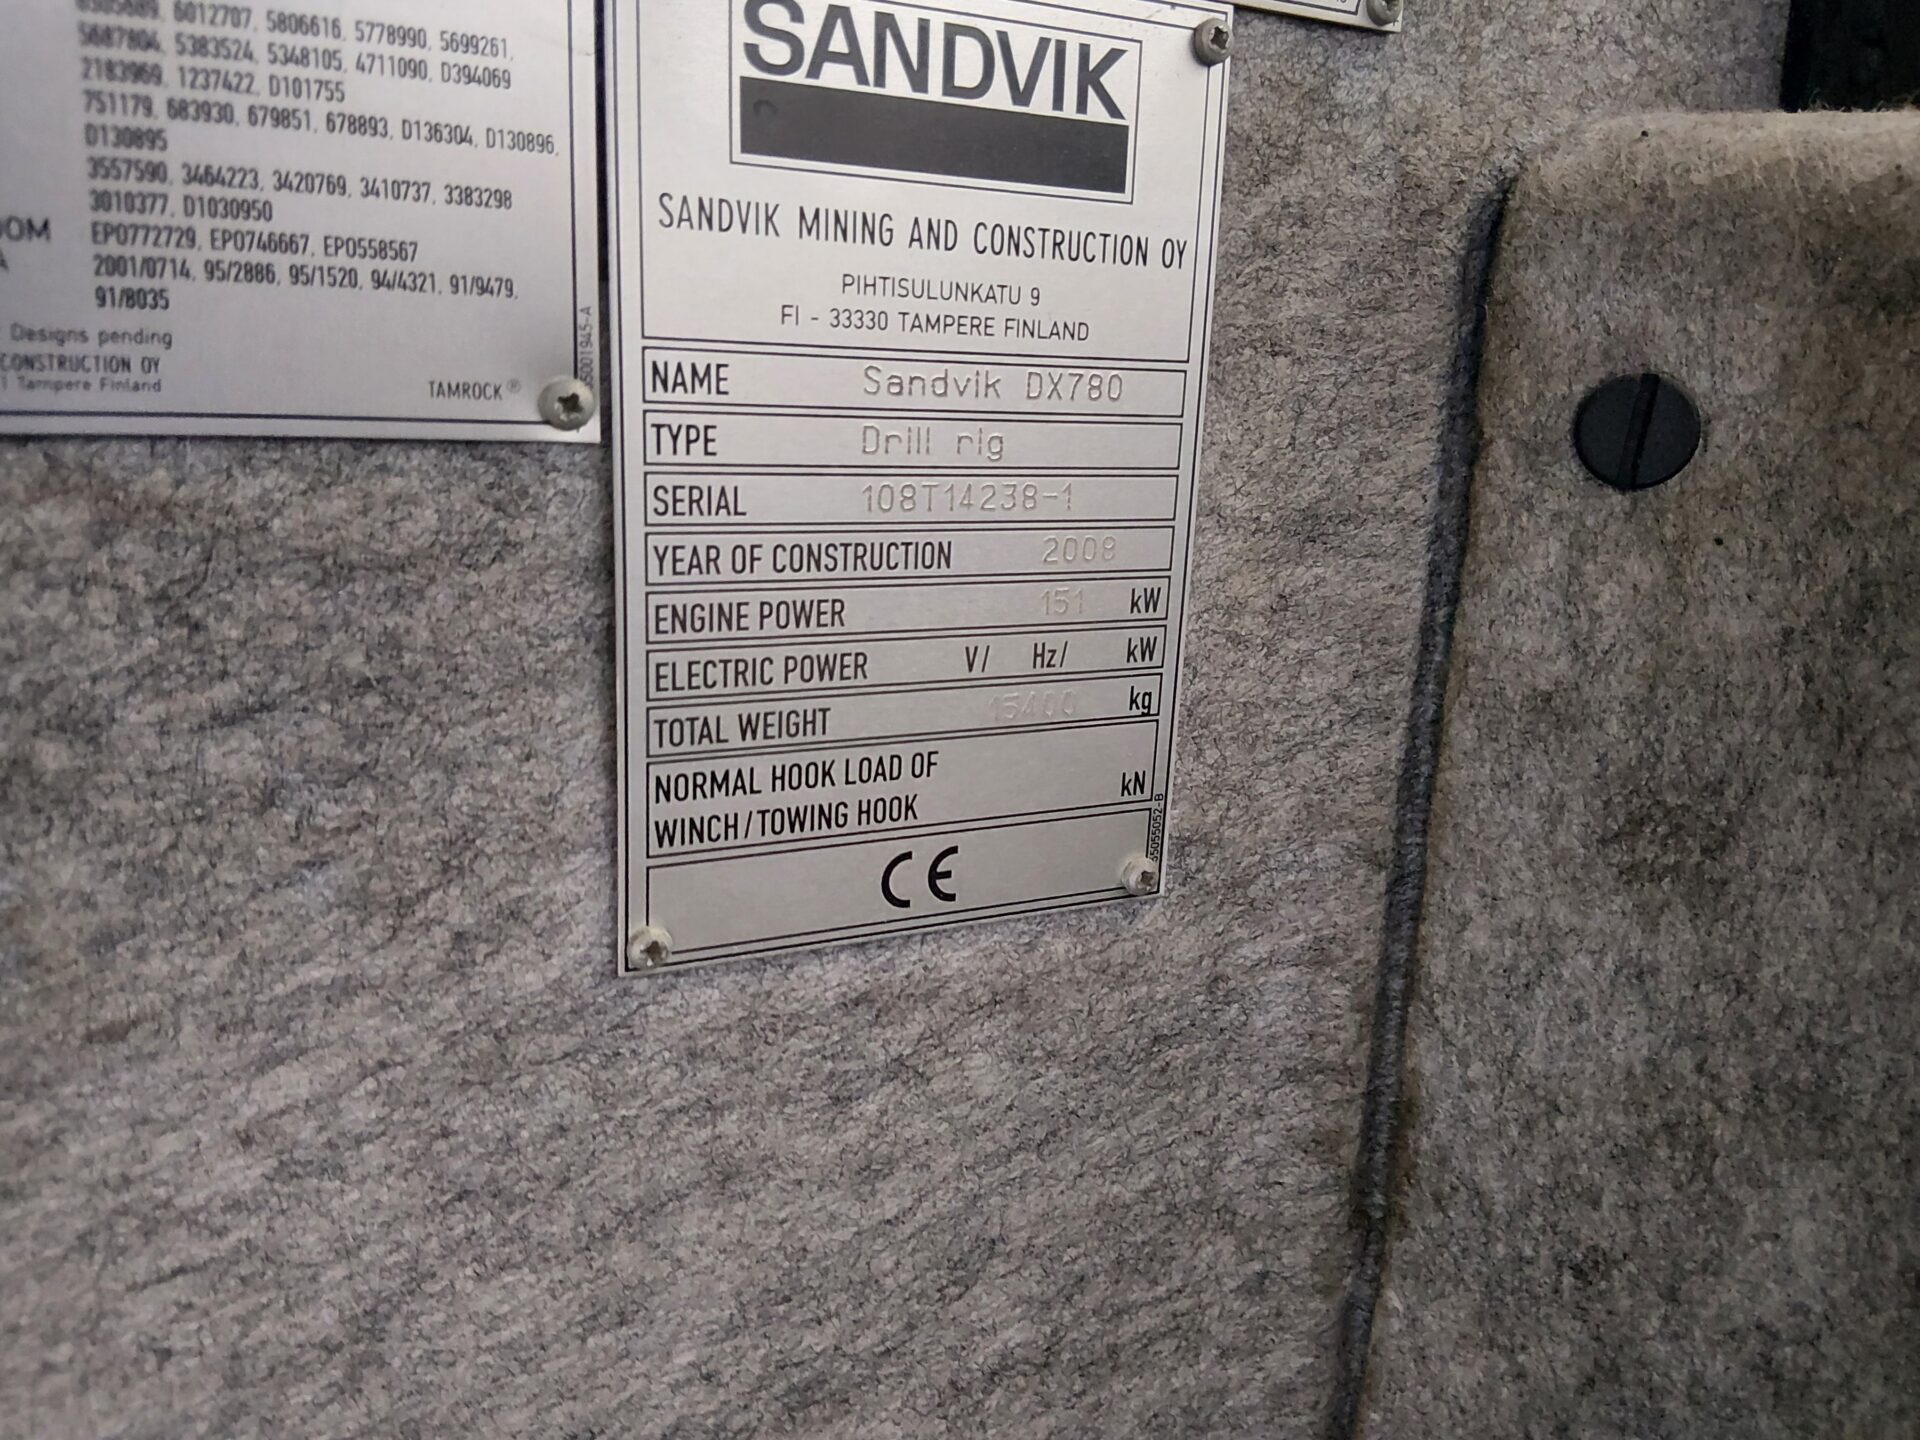 6012707, 5806616, 5778990, 5699261,
5687804, 5383524, 5348105, 4711090, D394069
2183969, 1237422, D101755
751179, 683930, 679851, 678893, D136304, D130896,
D130895
3557590, 3464223, 3420769, 3410737, 3383298
3010377, D1030950
EP0772729, EP0746667, EP0558567
2001/0714, 95/2886, 95/1520, 94/4321, 91/9479,
91/8035
Designs pending
CONSTRUCTION OY
Tampere Finland
TAMROCK®
SANDVIK
SANDVIK MINING AND CONSTRUCTION OY
PIHTISULUNKATU 9
FI - 33330 TAMPERE FINLAND
NAME Sandvik DX780
TYPE Drill rig
SERIAL 108T14238-1
YEAR OF CONSTRUCTION 2008
ENGINE POWER 151 kW
ELECTRIC POWER V/ Hz/ kW
TOTAL WEIGHT 15400 kg
NORMAL HOOK LOAD OF
WINCH/TOWING HOOK kN
CE